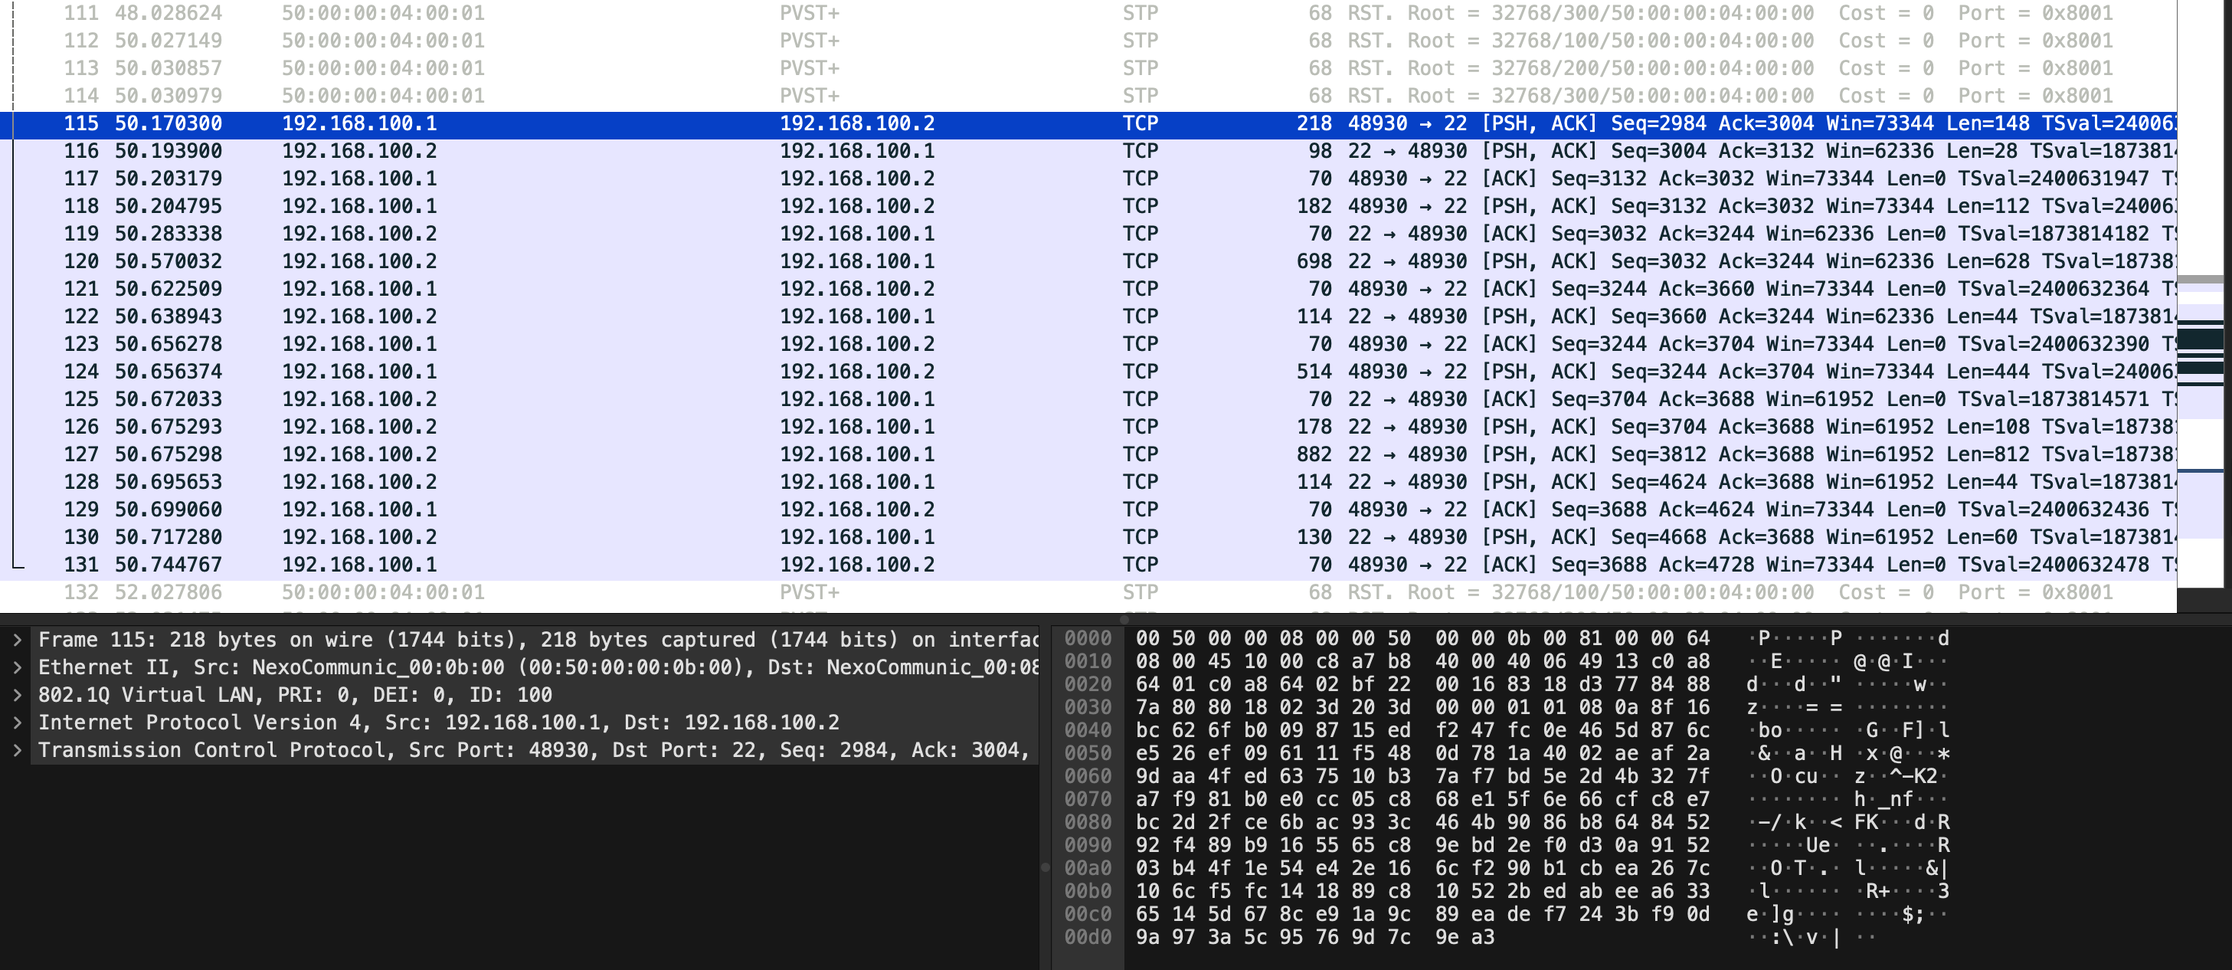 111 48.028624 50:00:00:04:00:01 PVST+ STP 68 RST. Root = 32768/300/50:00:00:04:00:00 Cost = 0 Port = 0x8001
112 50.027149 50:00:00:04:00:01 PVST+ STP 68 RST. Root = 32768/100/50:00:00:04:00:00 Cost = 0 Port = 0x8001
113 50.030857 50:00:00:04:00:01 PVST+ STP 68 RST. Root = 32768/200/50:00:00:04:00:00 Cost = 0 Port = 0x8001
114 50.030979 50:00:00:04:00:01 PVST+ STP 68 RST. Root = 32768/300/50:00:00:04:00:00 Cost = 0 Port = 0x8001
115 50.170300 192.168.100.1 192.168.100.2 TCP 218 48930 → 22 [PSH, ACK] Seq=2984 Ack=3004 Win=73344 Len=148 TSval=240063
116 50.193900 192.168.100.2 192.168.100.1 TCP 98 22 → 48930 [PSH, ACK] Seq=3004 Ack=3132 Win=62336 Len=28 TSval=1873814
117 50.203179 192.168.100.1 192.168.100.2 TCP 70 48930 → 22 [ACK] Seq=3132 Ack=3032 Win=73344 Len=0 TSval=2400631947 TS
118 50.204795 192.168.100.1 192.168.100.2 TCP 182 48930 → 22 [PSH, ACK] Seq=3132 Ack=3032 Win=73344 Len=112 TSval=240063
119 50.283338 192.168.100.2 192.168.100.1 TCP 70 22 → 48930 [ACK] Seq=3032 Ack=3244 Win=62336 Len=0 TSval=1873814182 TS
120 50.570032 192.168.100.2 192.168.100.1 TCP 698 22 → 48930 [PSH, ACK] Seq=3032 Ack=3244 Win=62336 Len=628 TSval=187381
121 50.622509 192.168.100.1 192.168.100.2 TCP 70 48930 → 22 [ACK] Seq=3244 Ack=3660 Win=73344 Len=0 TSval=2400632364 TS
122 50.638943 192.168.100.2 192.168.100.1 TCP 114 22 → 48930 [PSH, ACK] Seq=3660 Ack=3244 Win=62336 Len=44 TSval=1873814
123 50.656278 192.168.100.1 192.168.100.2 TCP 70 48930 → 22 [ACK] Seq=3244 Ack=3704 Win=73344 Len=0 TSval=2400632390 TS
124 50.656374 192.168.100.1 192.168.100.2 TCP 514 48930 → 22 [PSH, ACK] Seq=3244 Ack=3704 Win=73344 Len=444 TSval=240063
125 50.672033 192.168.100.2 192.168.100.1 TCP 70 22 → 48930 [ACK] Seq=3704 Ack=3688 Win=61952 Len=0 TSval=1873814571 TS
126 50.675293 192.168.100.2 192.168.100.1 TCP 178 22 → 48930 [PSH, ACK] Seq=3704 Ack=3688 Win=61952 Len=108 TSval=187381
127 50.675298 192.168.100.2 192.168.100.1 TCP 882 22 → 48930 [PSH, ACK] Seq=3812 Ack=3688 Win=61952 Len=812 TSval=187381
128 50.695653 192.168.100.2 192.168.100.1 TCP 114 22 → 48930 [PSH, ACK] Seq=4624 Ack=3688 Win=61952 Len=44 TSval=1873814
129 50.699060 192.168.100.1 192.168.100.2 TCP 70 48930 → 22 [ACK] Seq=3688 Ack=4624 Win=73344 Len=0 TSval=2400632436 TS
130 50.717280 192.168.100.2 192.168.100.1 TCP 130 22 → 48930 [PSH, ACK] Seq=4668 Ack=3688 Win=61952 Len=60 TSval=1873814
131 50.744767 192.168.100.1 192.168.100.2 TCP 70 48930 → 22 [ACK] Seq=3688 Ack=4728 Win=73344 Len=0 TSval=2400632478 TS
132 52.027806 50:00:00:04:00:01 PVST+ STP 68 RST. Root = 32768/100/50:00:00:04:00:00 Cost = 0 Port = 0x8001
Frame 115: 218 bytes on wire (1744 bits), 218 bytes captured (1744 bits) on interfac
Ethernet II, Src: NexoCommunic_00:0b:00 (00:50:00:00:0b:00), Dst: NexoCommunic_00:08
802.1Q Virtual LAN, PRI: 0, DEI: 0, ID: 100
Internet Protocol Version 4, Src: 192.168.100.1, Dst: 192.168.100.2
Transmission Control Protocol, Src Port: 48930, Dst Port: 22, Seq: 2984, Ack: 3004,
0000 00 50 00 00 08 00 00 50 00 00 0b 00 81 00 00 64 ·P·····P ·······d
0010 08 00 45 10 00 c8 a7 b8 40 00 40 06 49 13 c0 a8 ··E····· @·@·I···
0020 64 01 c0 a8 64 02 bf 22 00 16 83 18 d3 77 84 88 d···d··" ·····w··
0030 7a 80 80 18 02 3d 20 3d 00 00 01 01 08 0a 8f 16 z····= = ········
0040 bc 62 6f b0 09 87 15 ed f2 47 fc 0e 46 5d 87 6c ·bo····· ·G··F]·l
0050 e5 26 ef 09 61 11 f5 48 0d 78 1a 40 02 ae af 2a ·&··a··H ·x·@···*
0060 9d aa 4f ed 63 75 10 b3 7a f7 bd 5e 2d 4b 32 7f ··O·cu·· z··^-K2·
0070 a7 f9 81 b0 e0 cc 05 c8 68 e1 5f 6e 66 cf c8 e7 ········ h·_nf···
0080 bc 2d 2f ce 6b ac 93 3c 46 4b 90 86 b8 64 84 52 ·-/·k··< FK···d·R
0090 92 f4 89 b9 16 55 65 c8 9e bd 2e f0 d3 0a 91 52 ·····Ue· ··.····R
00a0 03 b4 4f 1e 54 e4 2e 16 6c f2 90 b1 cb ea 26 7c ··O·T·.· l·····&|
00b0 10 6c f5 fc 14 18 89 c8 10 52 2b ed ab ee a6 33 ·l······ ·R+····3
00c0 65 14 5d 67 8c e9 1a 9c 89 ea de f7 24 3b f9 0d e·]g···· ····$;··
00d0 9a 97 3a 5c 95 76 9d 7c 9e a3 ··:\·v·| ··